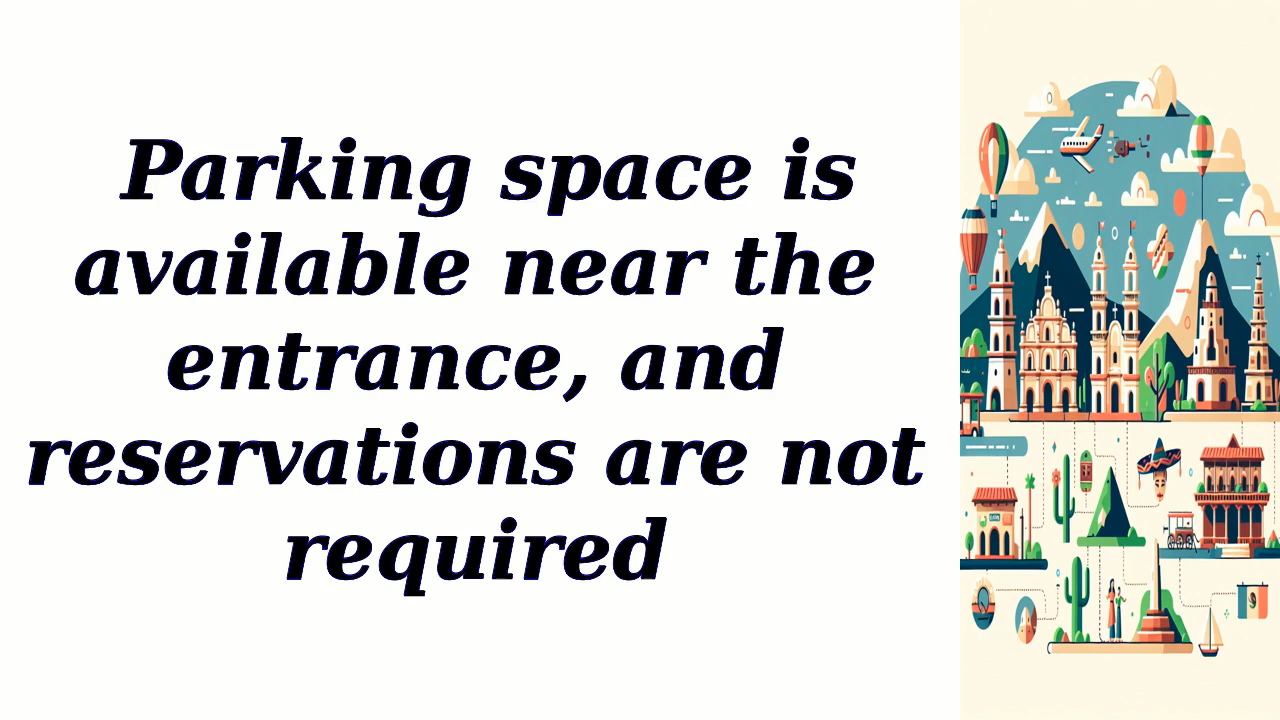 Parking space is
available near the
entrance, and
reservations are not
required